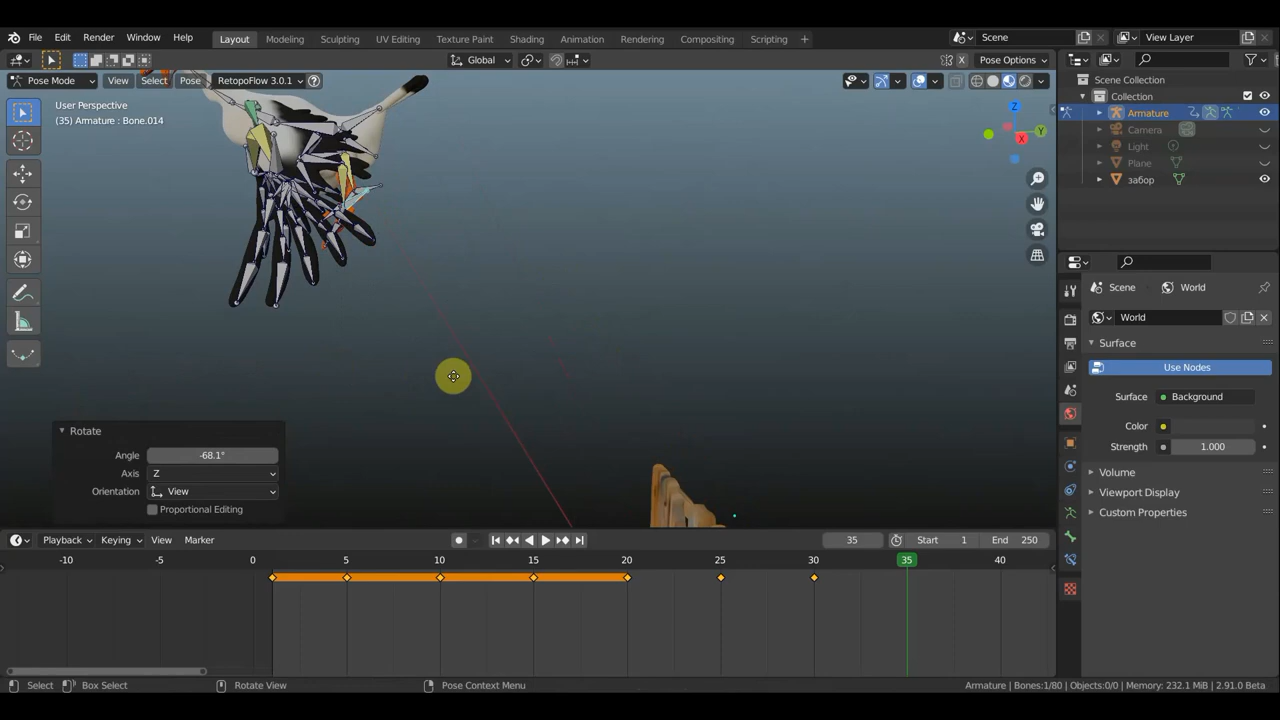 File Edit Render Window Help Layout Modeling Sculpting UV Editing Texture Paint Shading Animation Rendering Compositing Scripting + Scene View Layer
Global X Pose Options
Pose Mode View Select Pose RetopoFlow 3.0.1
Scene Collection
Collection
Armature
Camera
Light
Plane
забор
User Perspective
(35) Armature : Bone.014
Z
Y
X
Scene World
World
Surface
Use Nodes
Surface Background
Color
Strength 1.000
Volume
Viewport Display
Custom Properties
Rotate
Angle -68.1°
Axis Z
Orientation View
Proportional Editing
Playback Keying View Marker 35 Start 1 End 250
-10 -5 0 5 10 15 20 25 30 35 40
Select Box Select Rotate View Pose Context Menu Armature | Bones:1/80 | Objects:0/0 | Memory: 232.1 MiB | 2.91.0 Beta